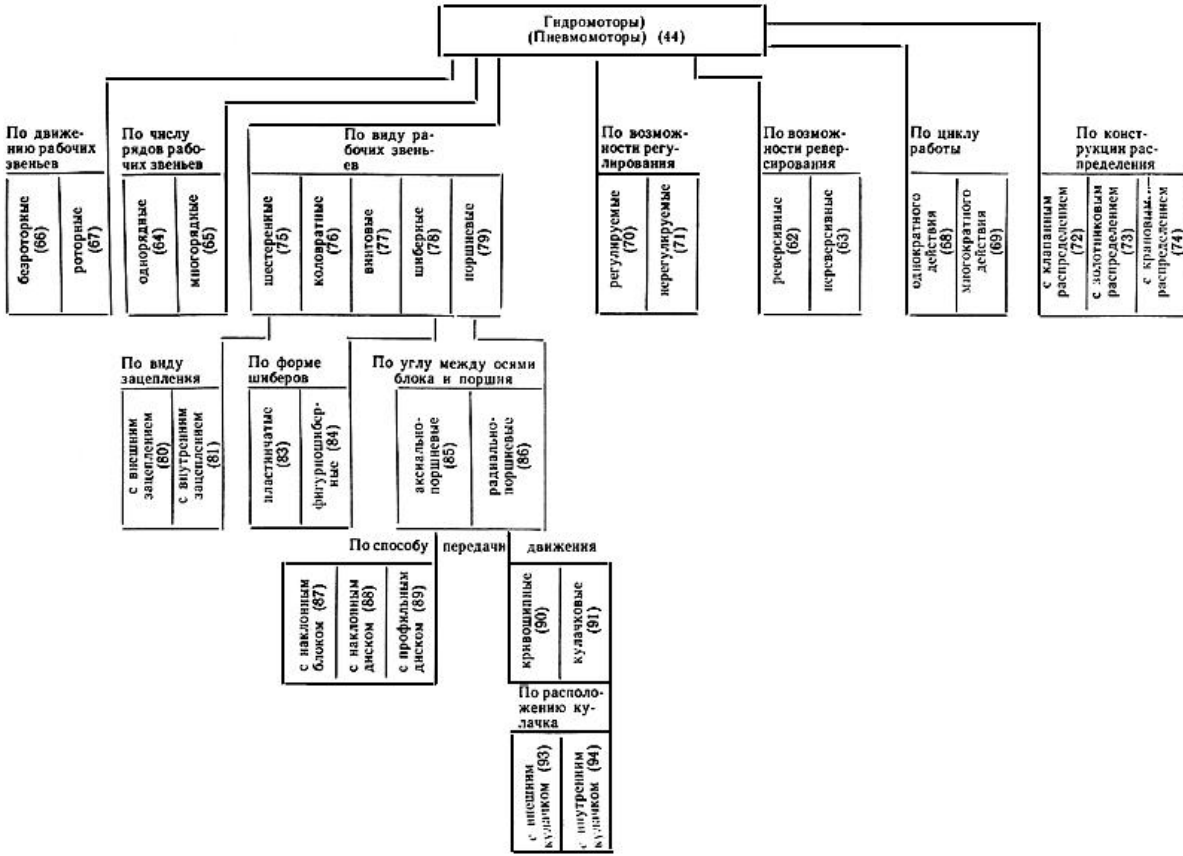 Гидромоторы)
(Пневмомоторы) (44)
По движе-
нию рабочих
звеньев
безроторные
(66)
роторные
(67)
По числу
рядов рабо-
чих звеньев
однорядные
(64)
многорядные
(65)
По виду ра-
бочих звень-
ев
шестеренные
(75)
коловратные
(76)
винтовые
(77)
шиберные
(78)
поршневые
(79)
По возмож-
ности регу-
лирования
регулируемые
(70)
нерегулируемые
(71)
По возмож-
ности ревер-
сирования
реверсивные
(62)
нереверсивные
(63)
По циклу
работы
однократного
действия
(68)
многократного
действия
(69)
По конст-
рукции рас-
пределения
с клапанным
распределением
(72)
с золотниковым
распределением
(73)
с крановым
распределением
(74)
По виду
зацепления
с внешним
зацеплением
(80)
с внутренним
зацеплением
(81)
По форме
шиберов
пластинчатые
(83)
фигурношибер-
ные (84)
По углу между осями
блока и поршня
аксиально-
поршневые
(85)
радиально-
поршневые
(86)
По способу передачи движения
с наклонным
блоком (87)
с наклонным
диском (88)
с профильным
диском (89)
кривошипные
(90)
кулачковые
(91)
По располо-
жению ку-
лачка
с внешним
кулачком (93)
с внутренним
кулачком (94)